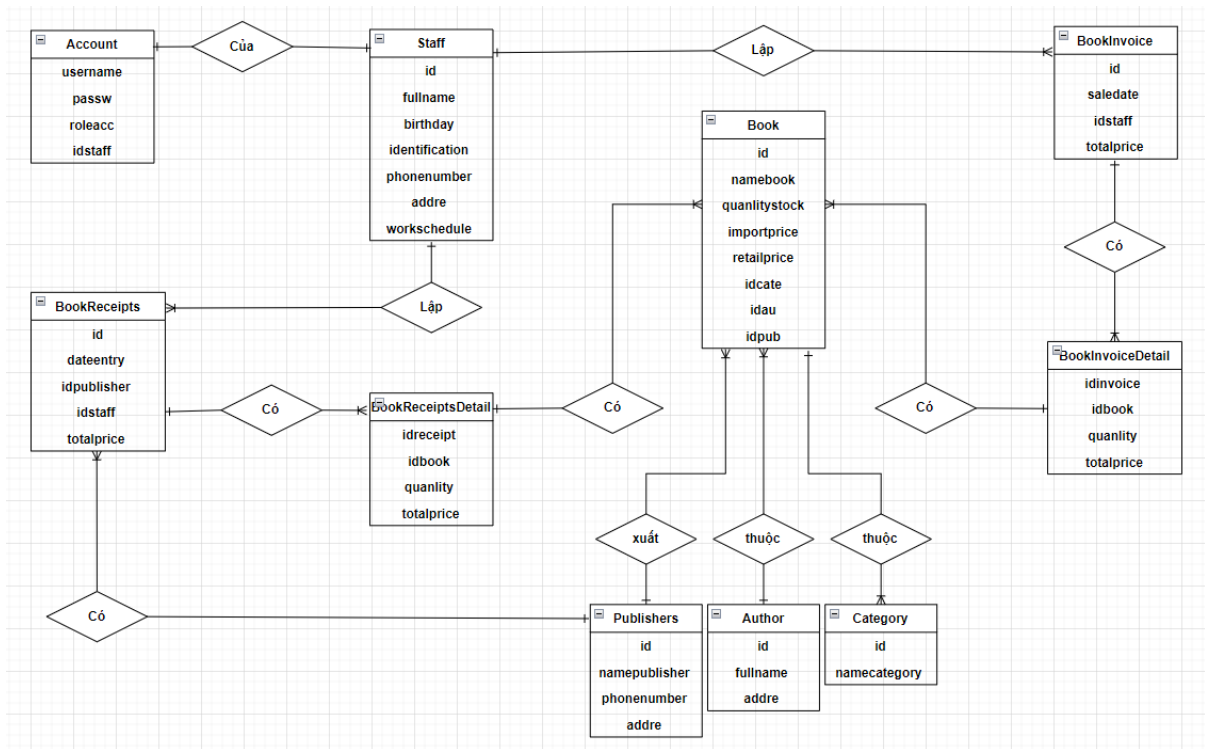 Account
username
passw
roleacc
idstaff
Của
Staff
id
fullname
birthday
identification
phonenumber
addre
workschedule
Lập
BookInvoice
id
saledate
idstaff
totalprice
Book
id
namebook
quanlitystock
importprice
retailprice
idcate
idau
idpub
Có
Lập
BookReceipts
id
dateentry
idpublisher
idstaff
totalprice
Có
BookReceiptsDetail
idreceipt
idbook
quanlity
totalprice
Có
Có
BookInvoiceDetail
idinvoice
idbook
quanlity
totalprice
xuất
thuộc
thuộc
Có
Publishers
id
namepublisher
phonenumber
addre
Author
id
fullname
addre
Category
id
namecategory